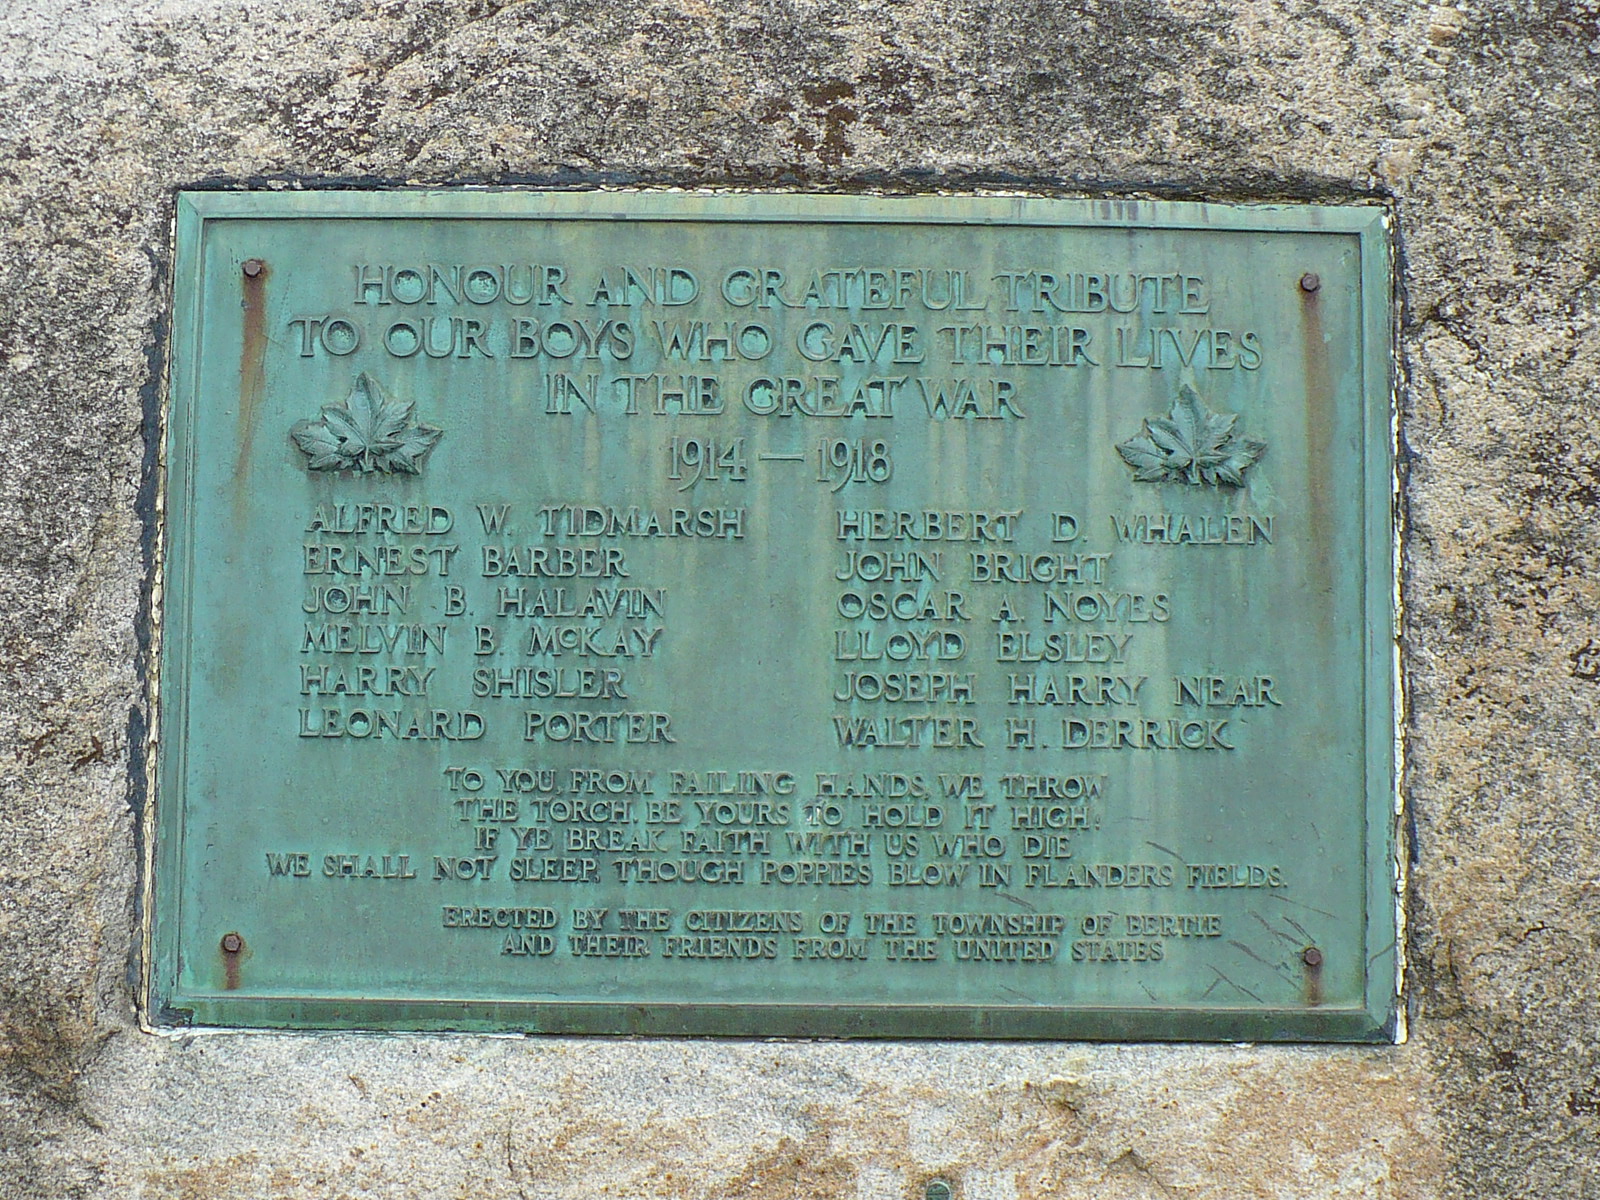 HONOUR AND GRATEFUL TRIBUTE
TO OUR BOYS WHO GAVE THEIR LIVES
IN THE GREAT WAR
1914 — 1918
ALFRED W. TIDMARSH
ERNEST BARBER
JOHN B. HALAVIN
MELVIN B. McKAY
HARRY SHISLER
LEONARD PORTER
HERBERT D. WHALEN
JOHN BRIGHT
OSCAR A. NOYES
LLOYD ELSLEY
JOSEPH HARRY NEAR
WALTER H. DERRICK
TO YOU, FROM FAILING HANDS, WE THROW
THE TORCH. BE YOURS TO HOLD IT HIGH!
IF YE BREAK FAITH WITH US WHO DIE
WE SHALL NOT SLEEP, THOUGH POPPIES BLOW IN FLANDERS FIELDS.
ERECTED BY THE CITIZENS OF THE TOWNSHIP OF BERTIE
AND THEIR FRIENDS FROM THE UNITED STATES